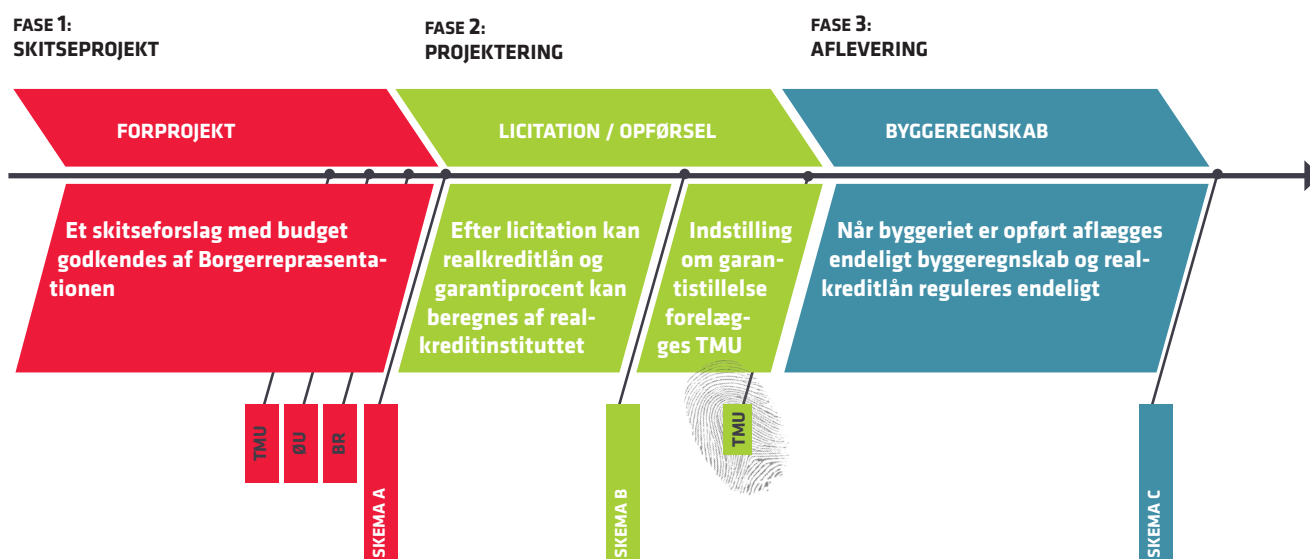 FASE 1:
SKITSEPROJEKT
FASE 2:
PROJEKTERING
FASE 3:
AFLEVERING
FORPROJEKT
LICITATION / OPFØRSEL
BYGGEREGNSKAB
Et skitseforslag med budget
godkendes af Borgerrepræsenta-
tionen
Efter licitation kan
realkreditlån og
garantiprocent kan
beregnes af real-
kreditinstituttet
Indstilling
om garan-
tistillelse
forelæg-
ges TMU
Når byggeriet er opført aflægges
endeligt byggeregnskab og real-
kreditlån reguleres endeligt
TMU
ØU
BR
SKEMA A
SKEMA B
TMU
SKEMA C